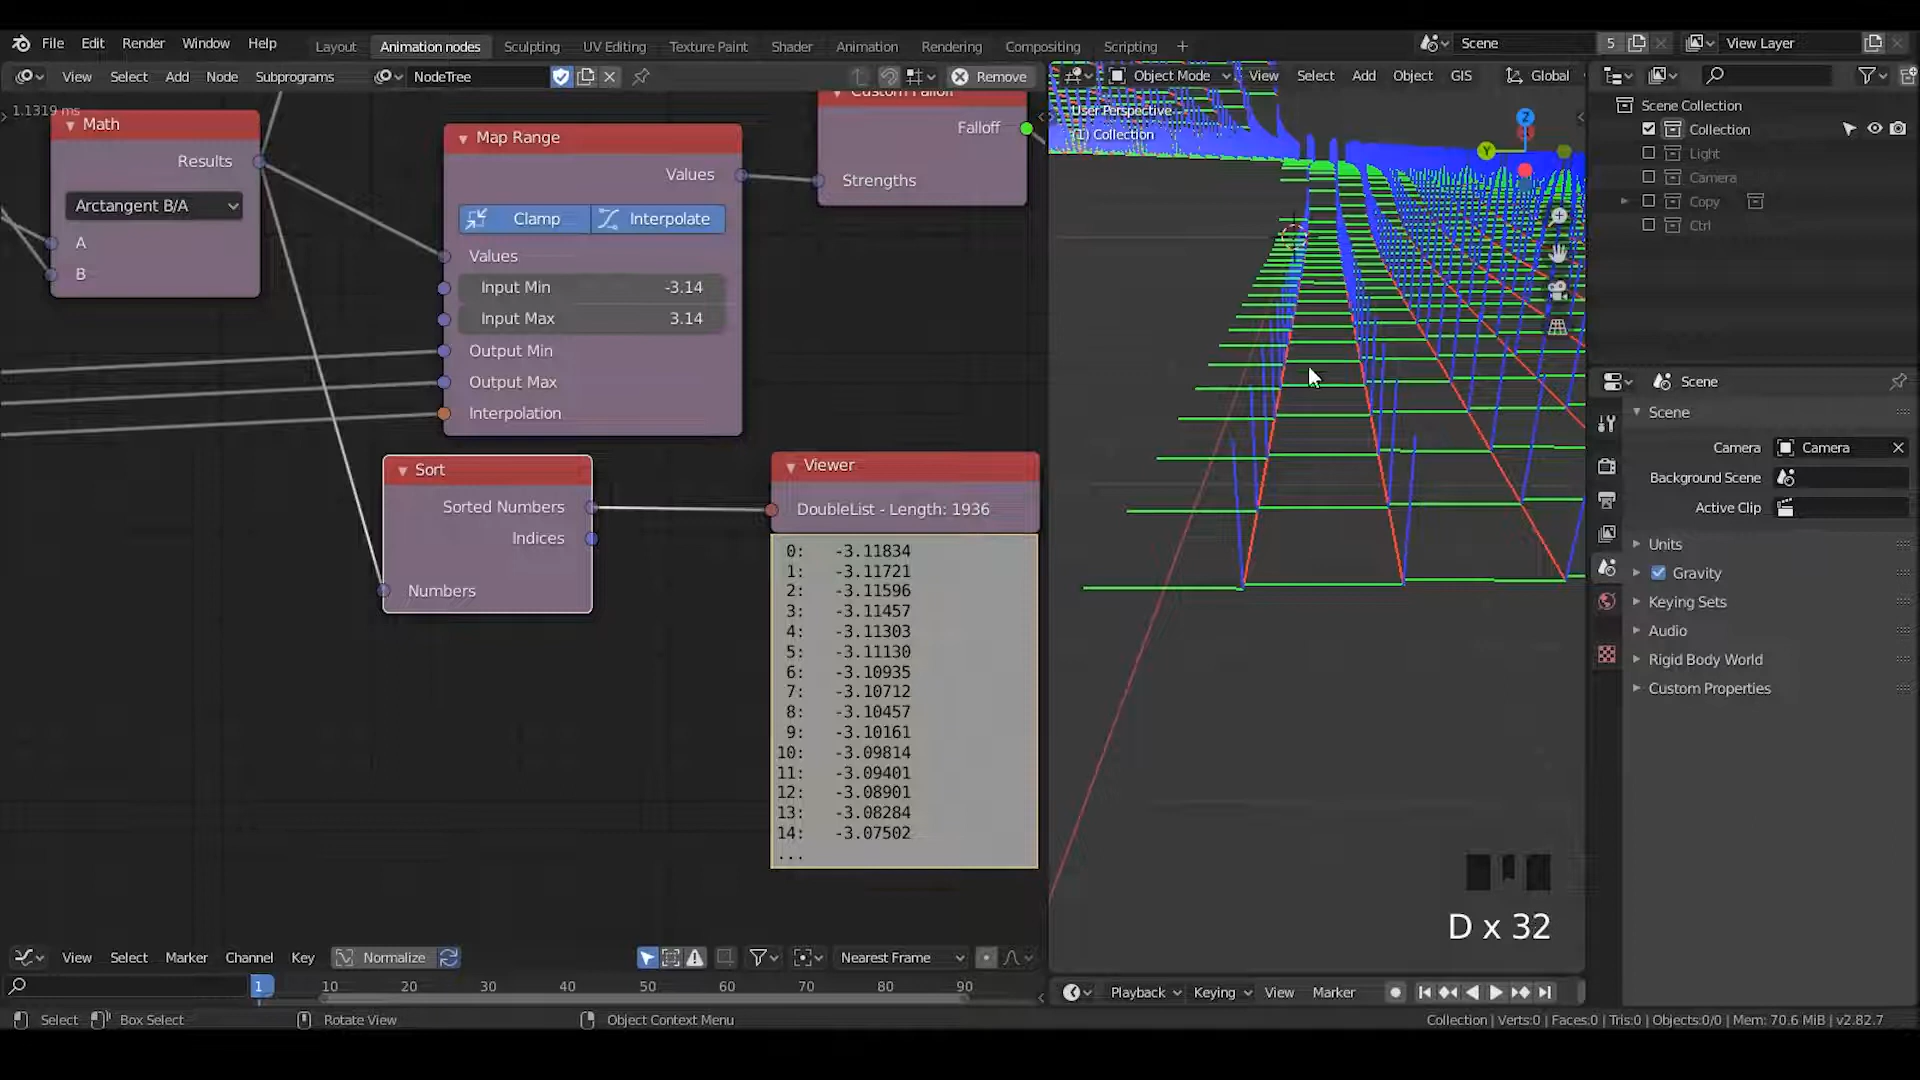 File Edit Render Window Help
Layout Animation nodes Sculpting UV Editing Texture Paint Shader Animation Rendering Compositing Scripting
Scene 5 View Layer
View Select Add Node Subprograms NodeTree Remove
Object Mode View Select Add Object GIS Global
1.1319 ms
Math
Results
Arctangent B/A
A
B
Map Range
Values
Clamp Interpolate
Values
Input Min -3.14
Input Max 3.14
Output Min
Output Max
Interpolation
Custom Falloff
Falloff
Strengths
Sort
Sorted Numbers
Indices
Numbers
Viewer
DoubleList - Length: 1936
0: -3.11834
1: -3.11721
2: -3.11596
3: -3.11457
4: -3.11303
5: -3.11130
6: -3.10935
7: -3.10712
8: -3.10457
9: -3.10161
10: -3.09814
11: -3.09401
12: -3.08901
13: -3.08284
14: -3.07502
...
User Perspective
(1) Collection
Z
Y
D x 32
Scene Collection
Collection
Light
Camera
Copy
Ctrl
Scene
Scene
Camera Camera
Background Scene
Active Clip
Units
Gravity
Keying Sets
Audio
Rigid Body World
Custom Properties
View Select Marker Channel Key Normalize Nearest Frame
1 10 20 30 40 50 60 70 80 90
Playback Keying View Marker
Select Box Select Rotate View Object Context Menu
Collection | Verts:0 | Faces:0 | Tris:0 | Objects:0/0 | Mem: 70.6 MiB | v2.82.7